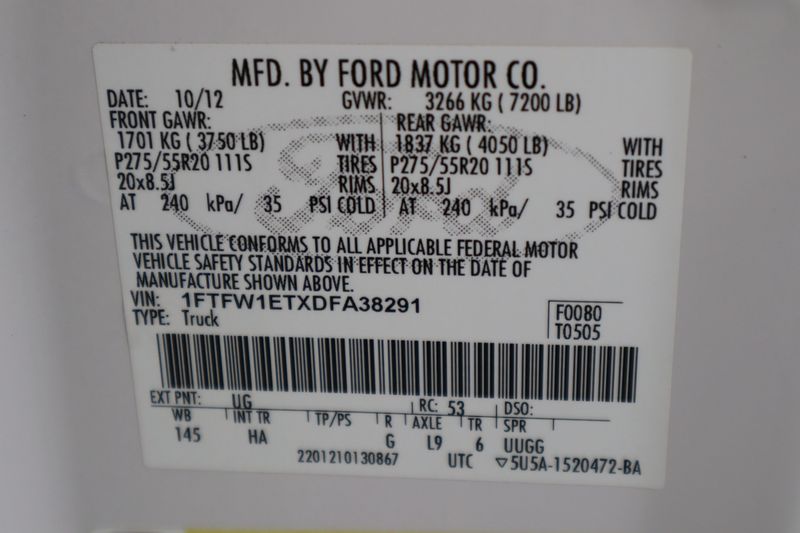 MFD. BY FORD MOTOR CO.
DATE: 10/12 GVWR: 3266 KG ( 7200 LB)
FRONT GAWR: REAR GAWR:
1701 KG ( 3750 LB) WITH 1837 KG ( 4050 LB) WITH
P275/55R20 111S TIRES P275/55R20 111S TIRES
20x8.5J RIMS 20x8.5J RIMS
AT 240 kPa/ 35 PSI COLD AT 240 kPa/ 35 PSI COLD
Ford
THIS VEHICLE CONFORMS TO ALL APPLICABLE FEDERAL MOTOR
VEHICLE SAFETY STANDARDS IN EFFECT ON THE DATE OF
MANUFACTURE SHOWN ABOVE.
VIN: 1FTFW1ETXDFA38291 F0080
TYPE: Truck T0505
EXT PNT: UG RC: 53 DSO:
WB INT TR TP/PS R AXLE TR SPR
145 HA G L9 6 UUGG
2201210130867 UTC ▽5U5A-1520472-BA